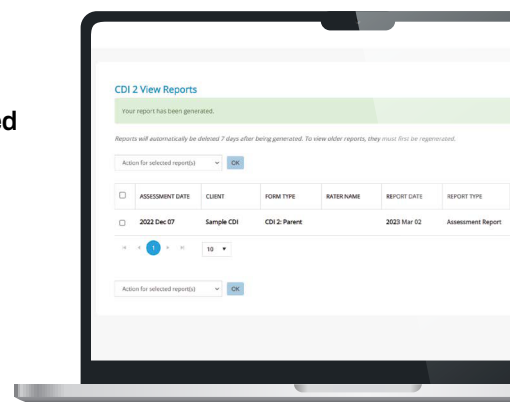 ed
CDI 2 View Reports
Your report has been generated.
Reports will automatically be deleted 7 days after being generated. To view older reports, they must first be regenerated.
Action for selected report(s) OK
ASSESSMENT DATE CLIENT FORM TYPE RATER NAME REPORT DATE REPORT TYPE
2022 Dec 07 Sample CDI CDI 2: Parent 2023 Mar 02 Assessment Report
1 10
Action for selected report(s) OK